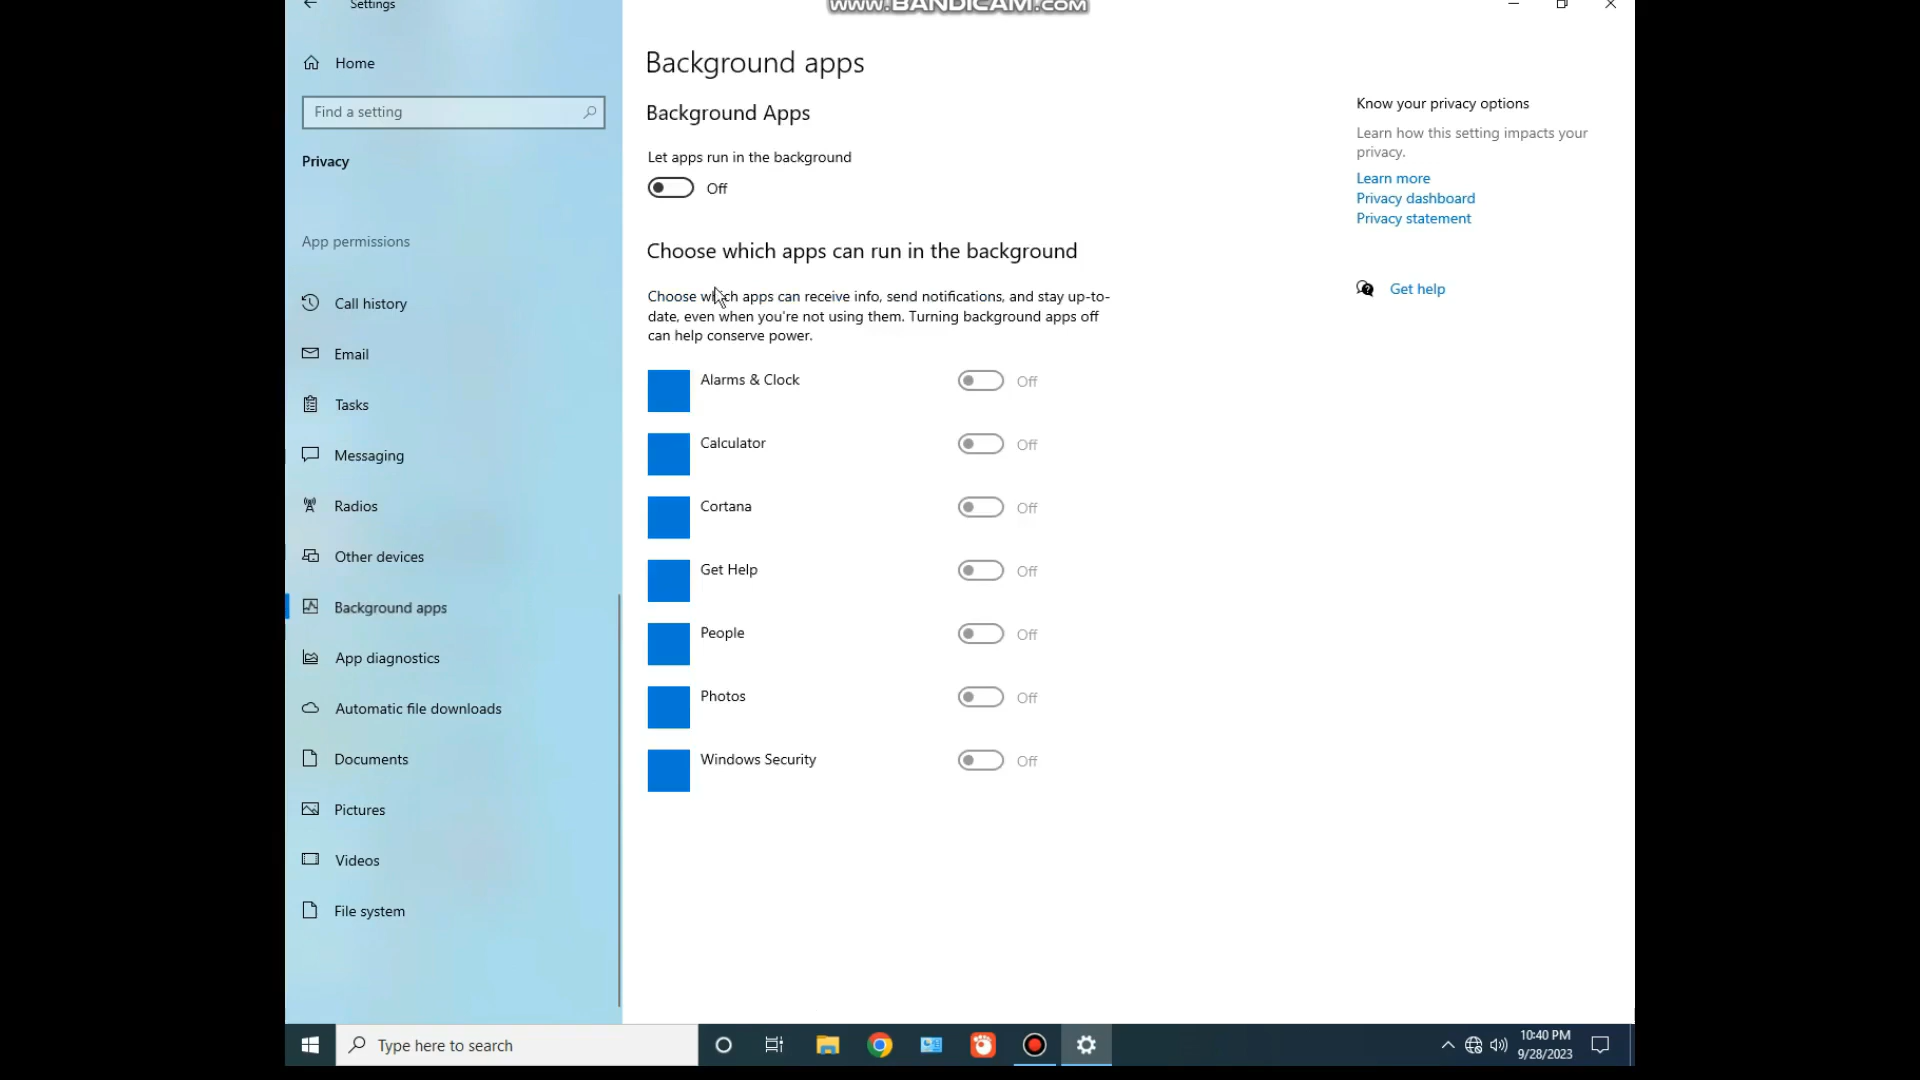 Settings
www.BANDICAM.com
Home
Find a setting
Privacy
App permissions
Call history
Email
Tasks
Messaging
Radios
Other devices
Background apps
App diagnostics
Automatic file downloads
Documents
Pictures
Videos
File system
Background apps
Background Apps
Let apps run in the background
Off
Choose which apps can run in the background
Choose which apps can receive info, send notifications, and stay up-to-
date, even when you're not using them. Turning background apps off
can help conserve power.
Alarms & Clock Off
Calculator Off
Cortana Off
Get Help Off
People Off
Photos Off
Windows Security Off
Know your privacy options
Learn how this setting impacts your
privacy.
Learn more
Privacy dashboard
Privacy statement
Get help
Type here to search
10:40 PM
9/28/2023